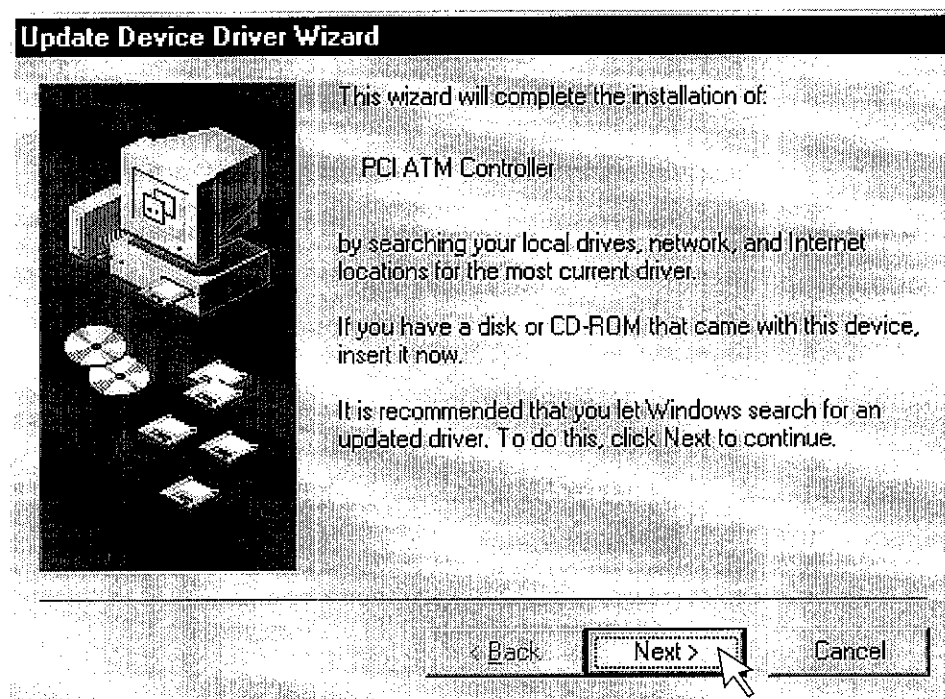 Update Device Driver Wizard
This wizard will complete the installation of:
PCI ATM Controller
by searching your local drives, network, and Internet
locations for the most current driver.
If you have a disk or CD-ROM that came with this device,
insert it now.
It is recommended that you let Windows search for an
updated driver. To do this, click Next to continue.
< Back
Next >
Cancel